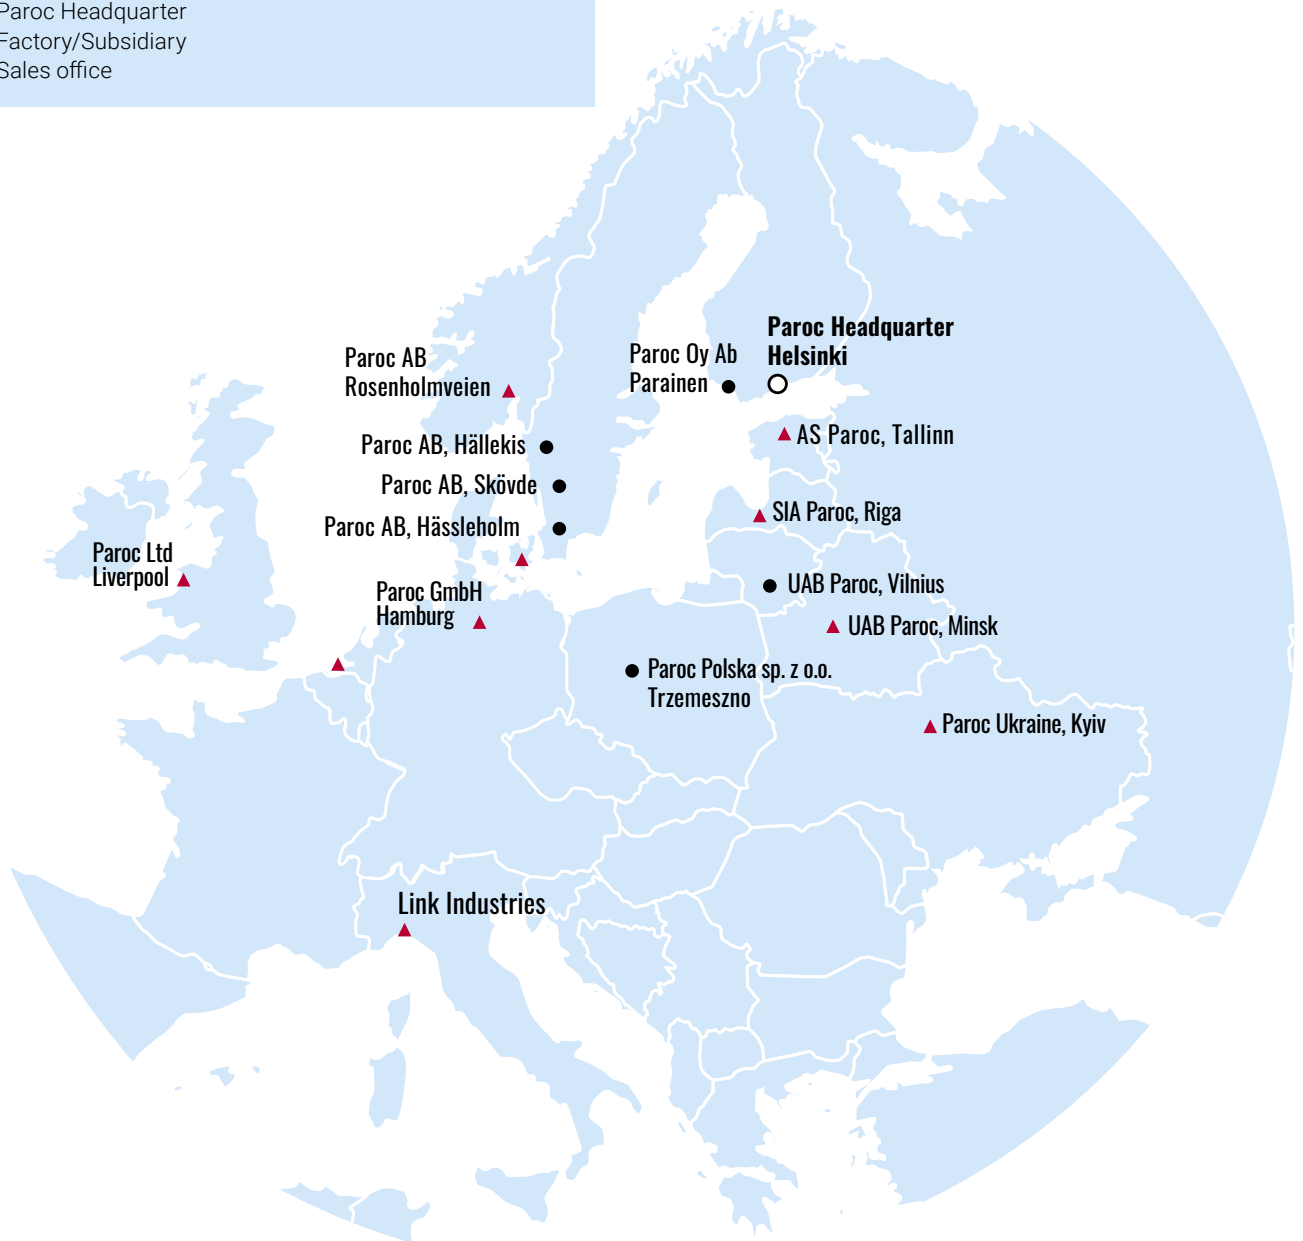 Paroc Headquarter
Factory/Subsidiary
Sales office
Paroc Headquarter
Helsinki
Paroc Oy Ab
Parainen
Paroc AB
Rosenholmveien
AS Paroc, Tallinn
Paroc AB, Hällekis
Paroc AB, Skövde
SIA Paroc, Riga
Paroc AB, Hässleholm
Paroc Ltd
Liverpool
Paroc GmbH
Hamburg
UAB Paroc, Vilnius
UAB Paroc, Minsk
Paroc Polska sp. z o.o.
Trzemeszno
Paroc Ukraine, Kyiv
Link Industries